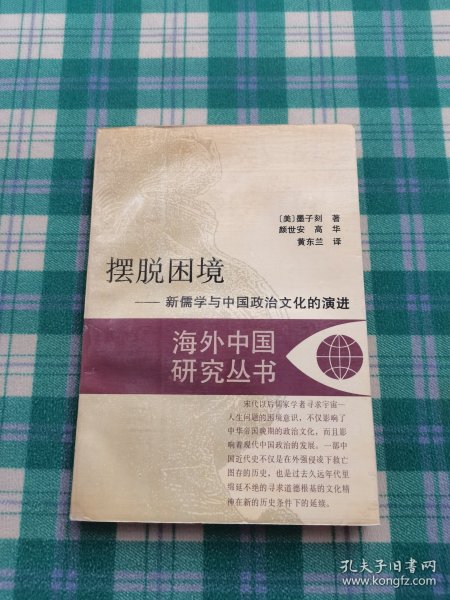 〔美〕墨子刻 著
颜世安 高 华
黄东兰 译
摆脱困境
—— 新儒学与中国政治文化的演进
海外中国
研究丛书
宋代以后儒家学者寻求宇宙—
人生问题的困境意识，不仅影响了
中华帝国晚期的政治文化，而且影
响着现代中国政治的发展。一部中
国近代史不仅是在外强侵凌下救亡
图存的历史，也是过去久远年代里
绵延不绝的寻求道德根基的文化精
神在新的历史条件下的延续。
孔夫子旧书网
www.kongfz.com